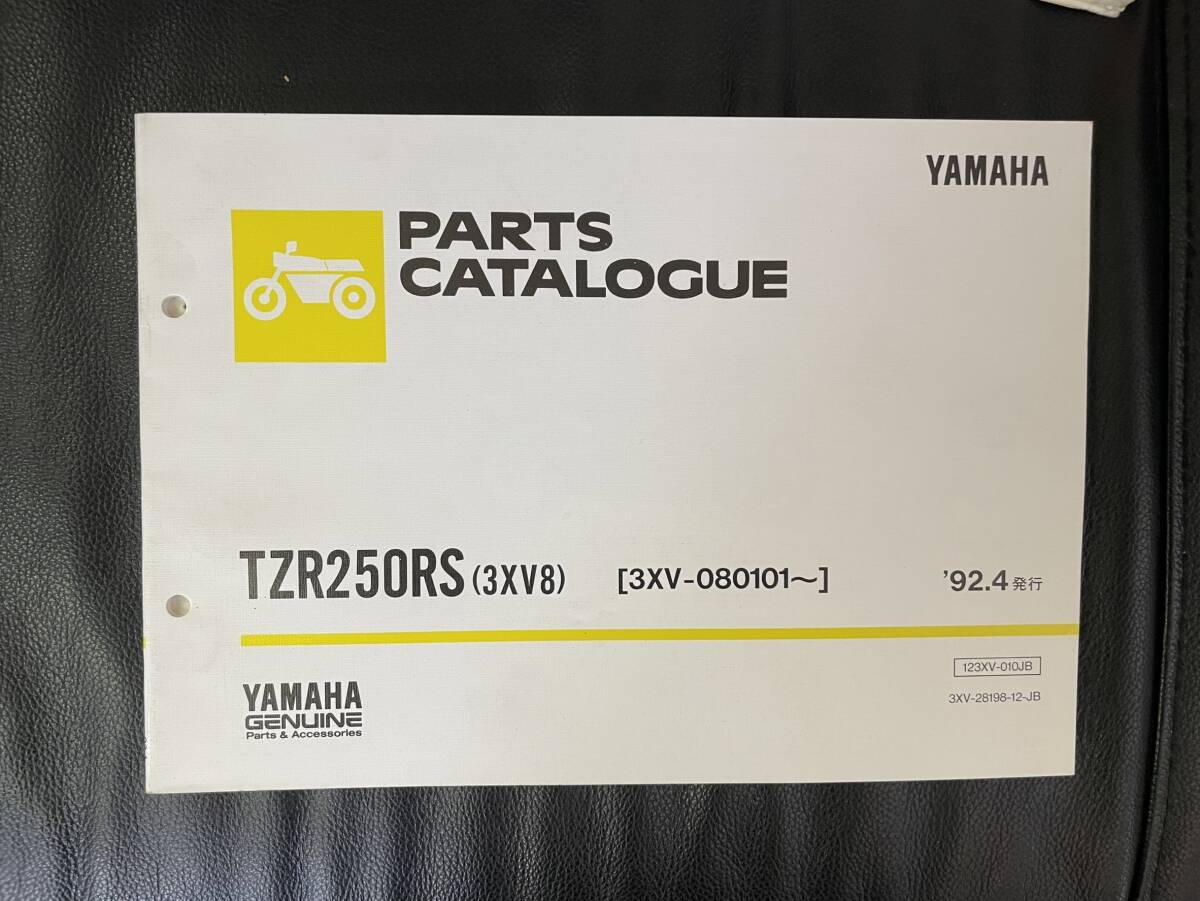 YAMAHA
PARTS
CATALOGUE
TZR250RS (3XV8) [3XV-080101〜] ’92.4 発行
123XV-010JB
3XV-28198-12-JB
YAMAHA
GENUINE
Parts & Accessories